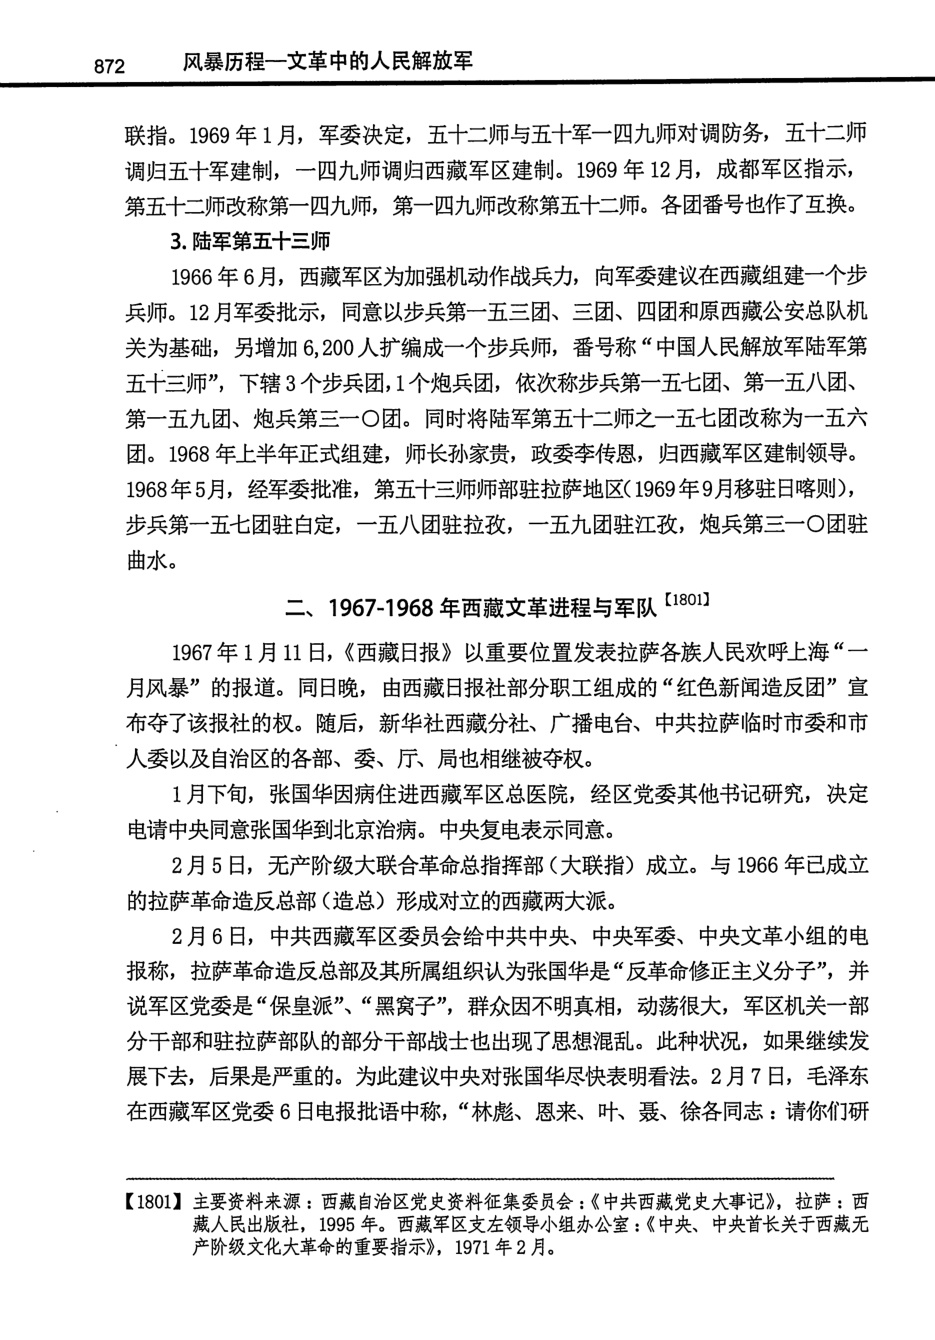 872 风暴历程—文革中的人民解放军
联指。1969 年 1 月，军委决定，五十二师与五十军一四九师对调防务，五十二师
调归五十军建制，一四九师调归西藏军区建制。1969 年 12 月，成都军区指示，
第五十二师改称第一四九师，第一四九师改称第五十二师。各团番号也作了互换。
3. 陆军第五十三师
1966 年 6 月，西藏军区为加强机动作战兵力，向军委建议在西藏组建一个步
兵师。12 月军委批示，同意以步兵第一五三团、三团、四团和原西藏公安总队机
关为基础，另增加 6,200 人扩编成一个步兵师，番号称“中国人民解放军陆军第
五十三师”，下辖 3 个步兵团，1 个炮兵团，依次称步兵第一五七团、第一五八团、
第一五九团、炮兵第三一〇团。同时将陆军第五十二师之一五七团改称为一五六
团。1968 年上半年正式组建，师长孙家贵，政委李传恩，归西藏军区建制领导。
1968 年 5 月，经军委批准，第五十三师师部驻拉萨地区（1969 年 9 月移驻日喀则），
步兵第一五七团驻白定，一五八团驻拉孜，一五九团驻江孜，炮兵第三一〇团驻
曲水。
二、1967-1968 年西藏文革进程与军队【1801】
1967 年 1 月 11 日，《西藏日报》以重要位置发表拉萨各族人民欢呼上海“一
月风暴”的报道。同日晚，由西藏日报社部分职工组成的“红色新闻造反团”宣
布夺了该报社的权。随后，新华社西藏分社、广播电台、中共拉萨临时市委和市
人委以及自治区的各部、委、厅、局也相继被夺权。
1 月下旬，张国华因病住进西藏军区总医院，经区党委其他书记研究，决定
电请中央同意张国华到北京治病。中央复电表示同意。
2 月 5 日，无产阶级大联合革命总指挥部（大联指）成立。与 1966 年已成立
的拉萨革命造反总部（造总）形成对立的西藏两大派。
2 月 6 日，中共西藏军区委员会给中共中央、中央军委、中央文革小组的电
报称，拉萨革命造反总部及其所属组织认为张国华是“反革命修正主义分子”，并
说军区党委是“保皇派”、“黑窝子”，群众因不明真相，动荡很大，军区机关一部
分干部和驻拉萨部队的部分干部战士也出现了思想混乱。此种状况，如果继续发
展下去，后果是严重的。为此建议中央对张国华尽快表明看法。2 月 7 日，毛泽东
在西藏军区党委 6 日电报批语中称，“林彪、恩来、叶、聂、徐各同志：请你们研
【1801】主要资料来源：西藏自治区党史资料征集委员会：《中共西藏党史大事记》，拉萨：西
藏人民出版社，1995 年。西藏军区支左领导小组办公室：《中央、中央首长关于西藏无
产阶级文化大革命的重要指示》，1971 年 2 月。